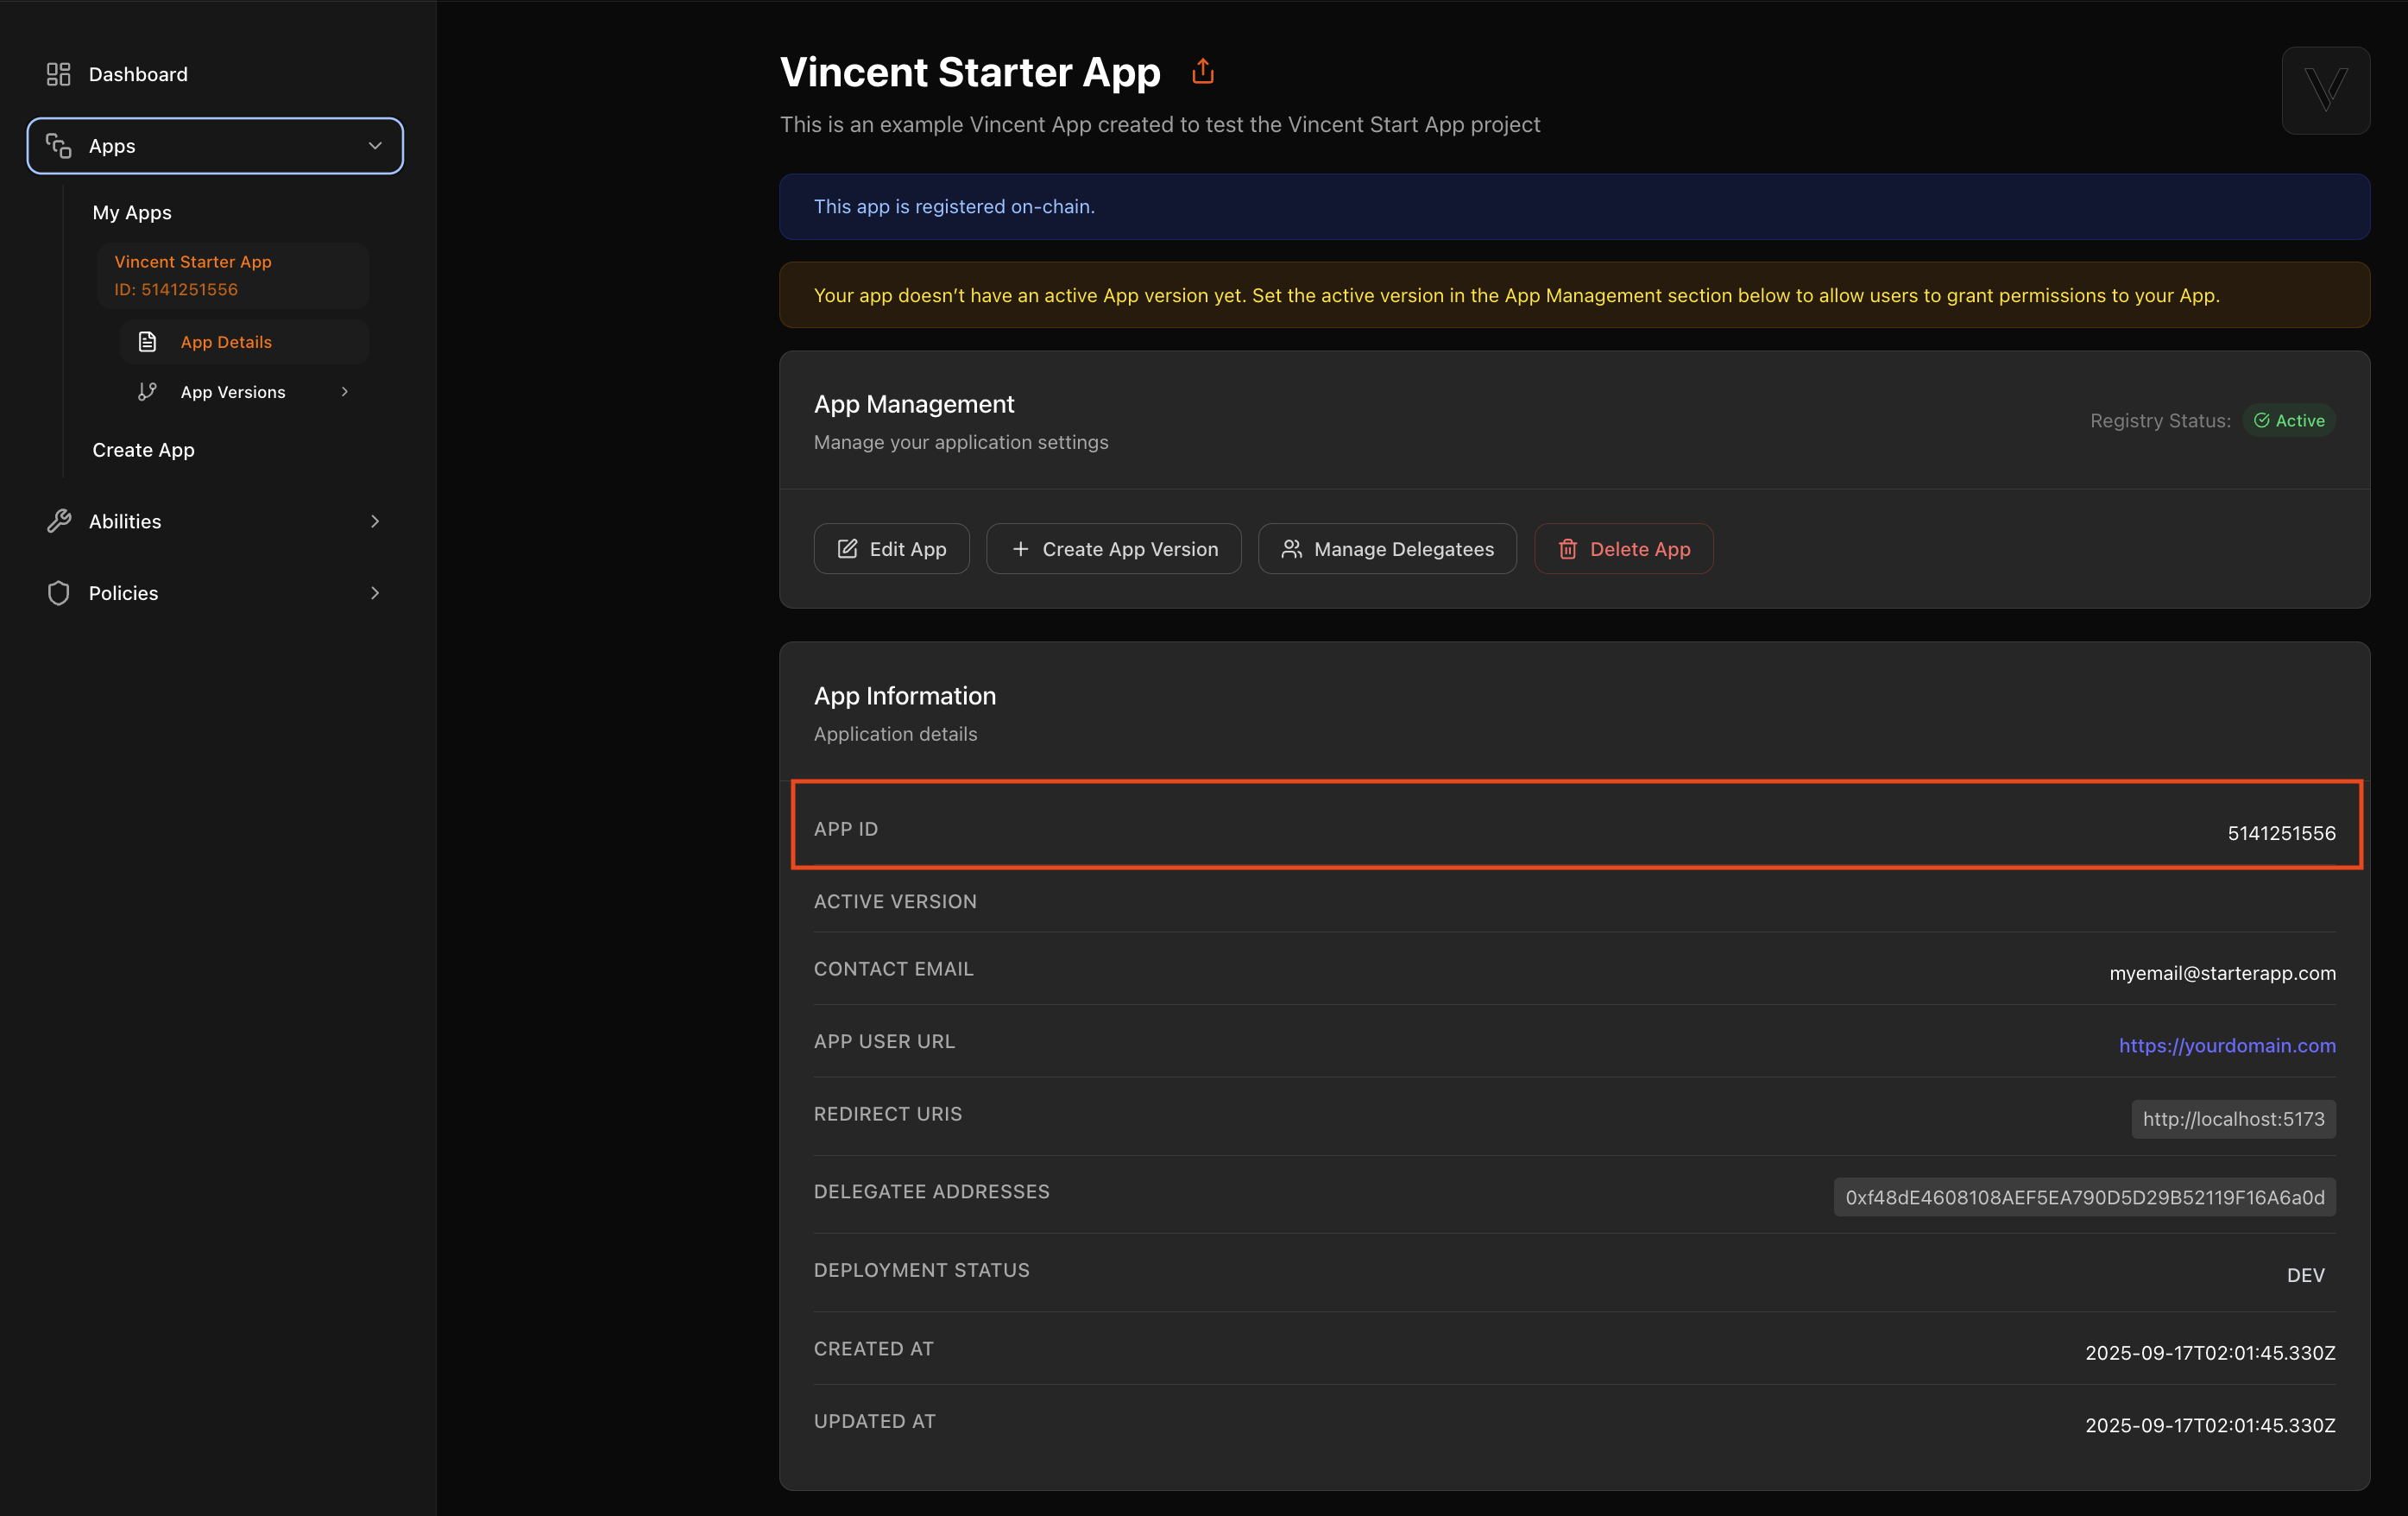 Dashboard
Apps
My Apps
Vincent Starter App
ID: 5141251556
App Details
App Versions
Create App
Abilities
Policies
Vincent Starter App
This is an example Vincent App created to test the Vincent Start App project
This app is registered on-chain.
Your app doesn’t have an active App version yet. Set the active version in the App Management section below to allow users to grant permissions to your App.
App Management
Manage your application settings
Registry Status: Active
Edit App
Create App Version
Manage Delegatees
Delete App
App Information
Application details
APP ID 5141251556
ACTIVE VERSION
CONTACT EMAIL myemail@starterapp.com
APP USER URL https://yourdomain.com
REDIRECT URIS http://localhost:5173
DELEGATEE ADDRESSES 0xf48dE4608108AEF5EA790D5D29B52119F16A6a0d
DEPLOYMENT STATUS DEV
CREATED AT 2025-09-17T02:01:45.330Z
UPDATED AT 2025-09-17T02:01:45.330Z